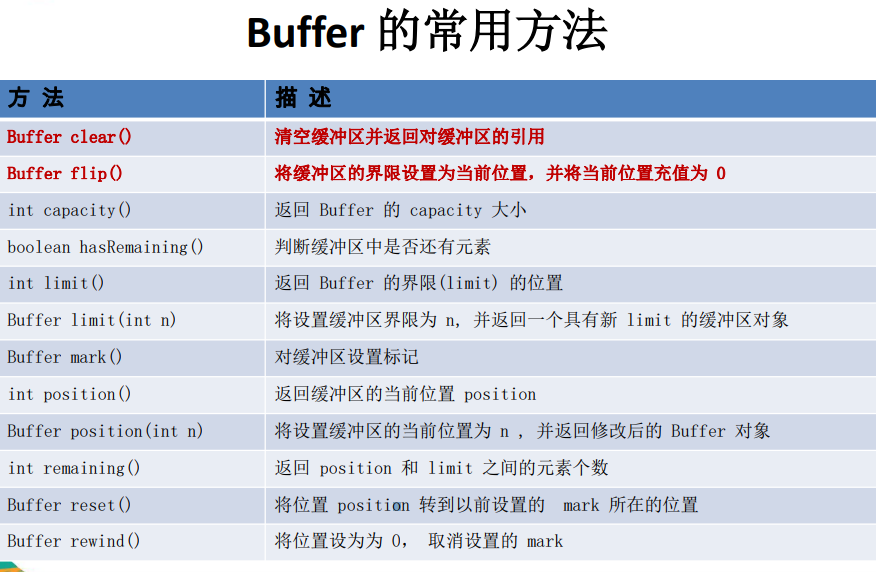 Buffer 的常用方法
方 法 描 述
Buffer clear() 清空缓冲区并返回对缓冲区的引用
Buffer flip() 将缓冲区的界限设置为当前位置，并将当前位置充值为 0
int capacity() 返回 Buffer 的 capacity 大小
boolean hasRemaining() 判断缓冲区中是否还有元素
int limit() 返回 Buffer 的界限(limit) 的位置
Buffer limit(int n) 将设置缓冲区界限为 n, 并返回一个具有新 limit 的缓冲区对象
Buffer mark() 对缓冲区设置标记
int position() 返回缓冲区的当前位置 position
Buffer position(int n) 将设置缓冲区的当前位置为 n , 并返回修改后的 Buffer 对象
int remaining() 返回 position 和 limit 之间的元素个数
Buffer reset() 将位置 position 转到以前设置的 mark 所在的位置
Buffer rewind() 将位置设为为 0， 取消设置的 mark